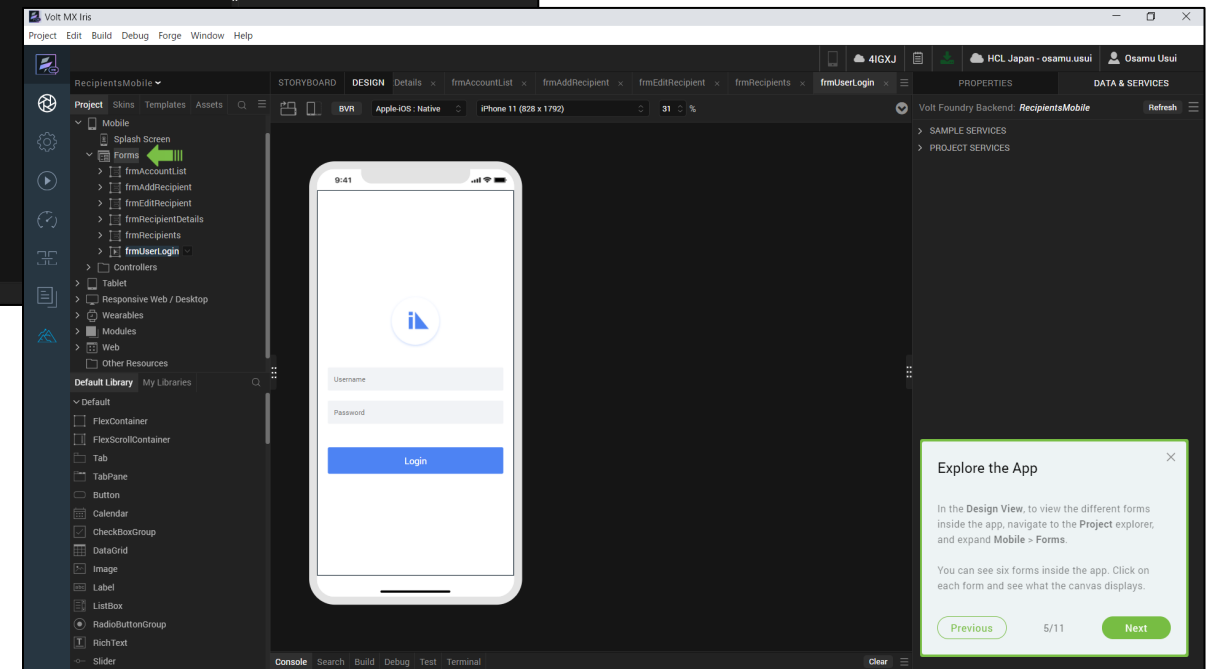 Volt MX Iris
Project Edit Build Debug Forge Window Help
4IGXJ HCL Japan - osamu.usui Osamu Usui
RecipientsMobile
STORYBOARD DESIGN Details × frmAccountList × frmAddRecipient × frmEditRecipient × frmRecipients × frmUserLogin ×
PROPERTIES DATA & SERVICES
Project Skins Templates Assets
BVR Apple-iOS : Native iPhone 11 (828 x 1792) 31 %
Volt Foundry Backend: RecipientsMobile Refresh
SAMPLE SERVICES
PROJECT SERVICES
Mobile
Splash Screen
Forms
frmAccountList
frmAddRecipient
frmEditRecipient
frmRecipientDetails
frmRecipients
frmUserLogin
Controllers
Tablet
Responsive Web / Desktop
Wearables
Modules
Web
Other Resources
Default Library My Libraries
Default
FlexContainer
FlexScrollContainer
Tab
TabPane
Button
Calendar
CheckBoxGroup
DataGrid
Image
Label
ListBox
RadioButtonGroup
RichText
Slider
9:41
Username
Password
Login
Explore the App
In the Design View, to view the different forms
inside the app, navigate to the Project explorer,
and expand Mobile > Forms.
You can see six forms inside the app. Click on
each form and see what the canvas displays.
Previous 5/11 Next
Console Search Build Debug Test Terminal Clear